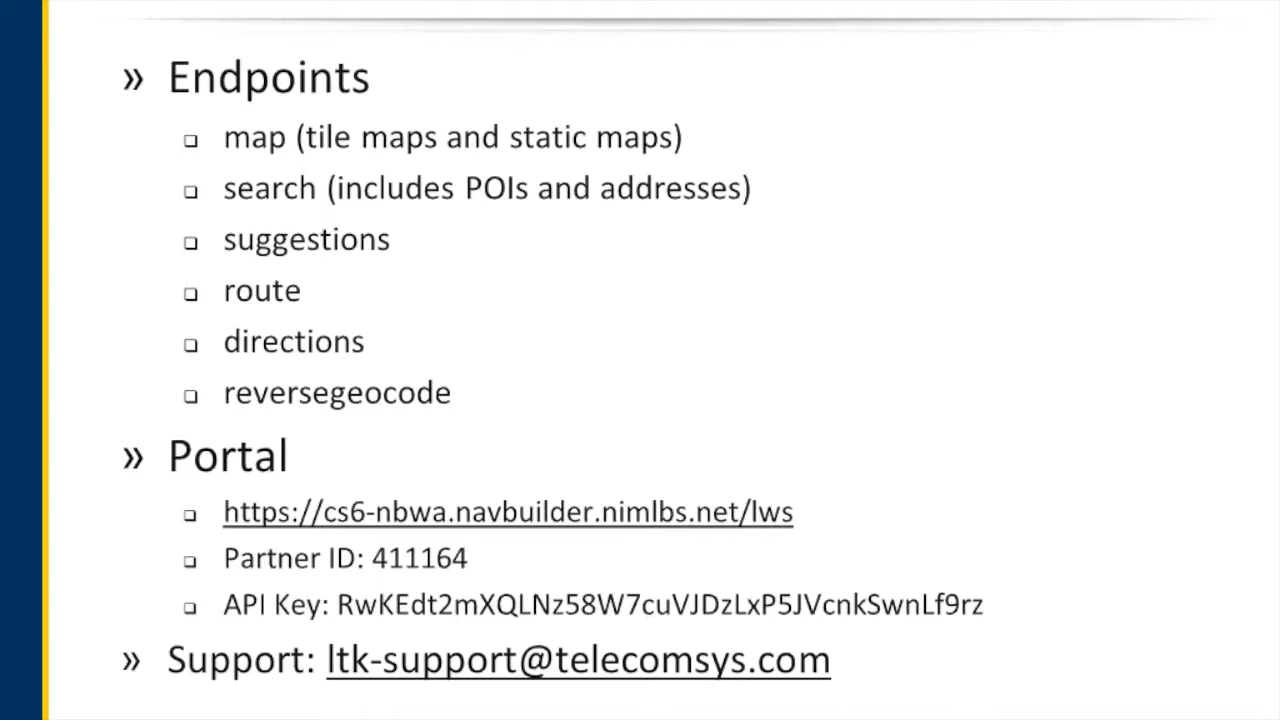 » Endpoints
❑ map (tile maps and static maps)
❑ search (includes POIs and addresses)
❑ suggestions
❑ route
❑ directions
❑ reversegeocode
» Portal
❑ https://cs6-nbwa.navbuilder.nimlbs.net/lws
❑ Partner ID: 411164
❑ API Key: RwKEdt2mXQLNz58W7cuVJDzLxP5JVcnkSwnLf9rz
» Support: ltk-support@telecomsys.com